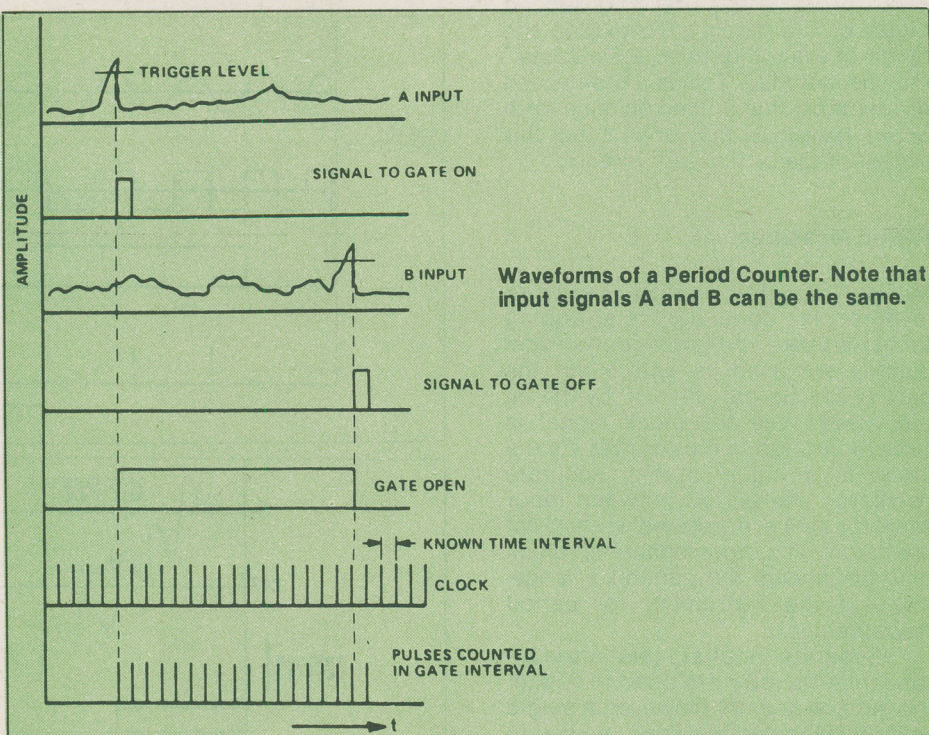 TRIGGER LEVEL
A INPUT
SIGNAL TO GATE ON
AMPLITUDE
B INPUT
Waveforms of a Period Counter. Note that
input signals A and B can be the same.
SIGNAL TO GATE OFF
GATE OPEN
KNOWN TIME INTERVAL
CLOCK
PULSES COUNTED
IN GATE INTERVAL
t